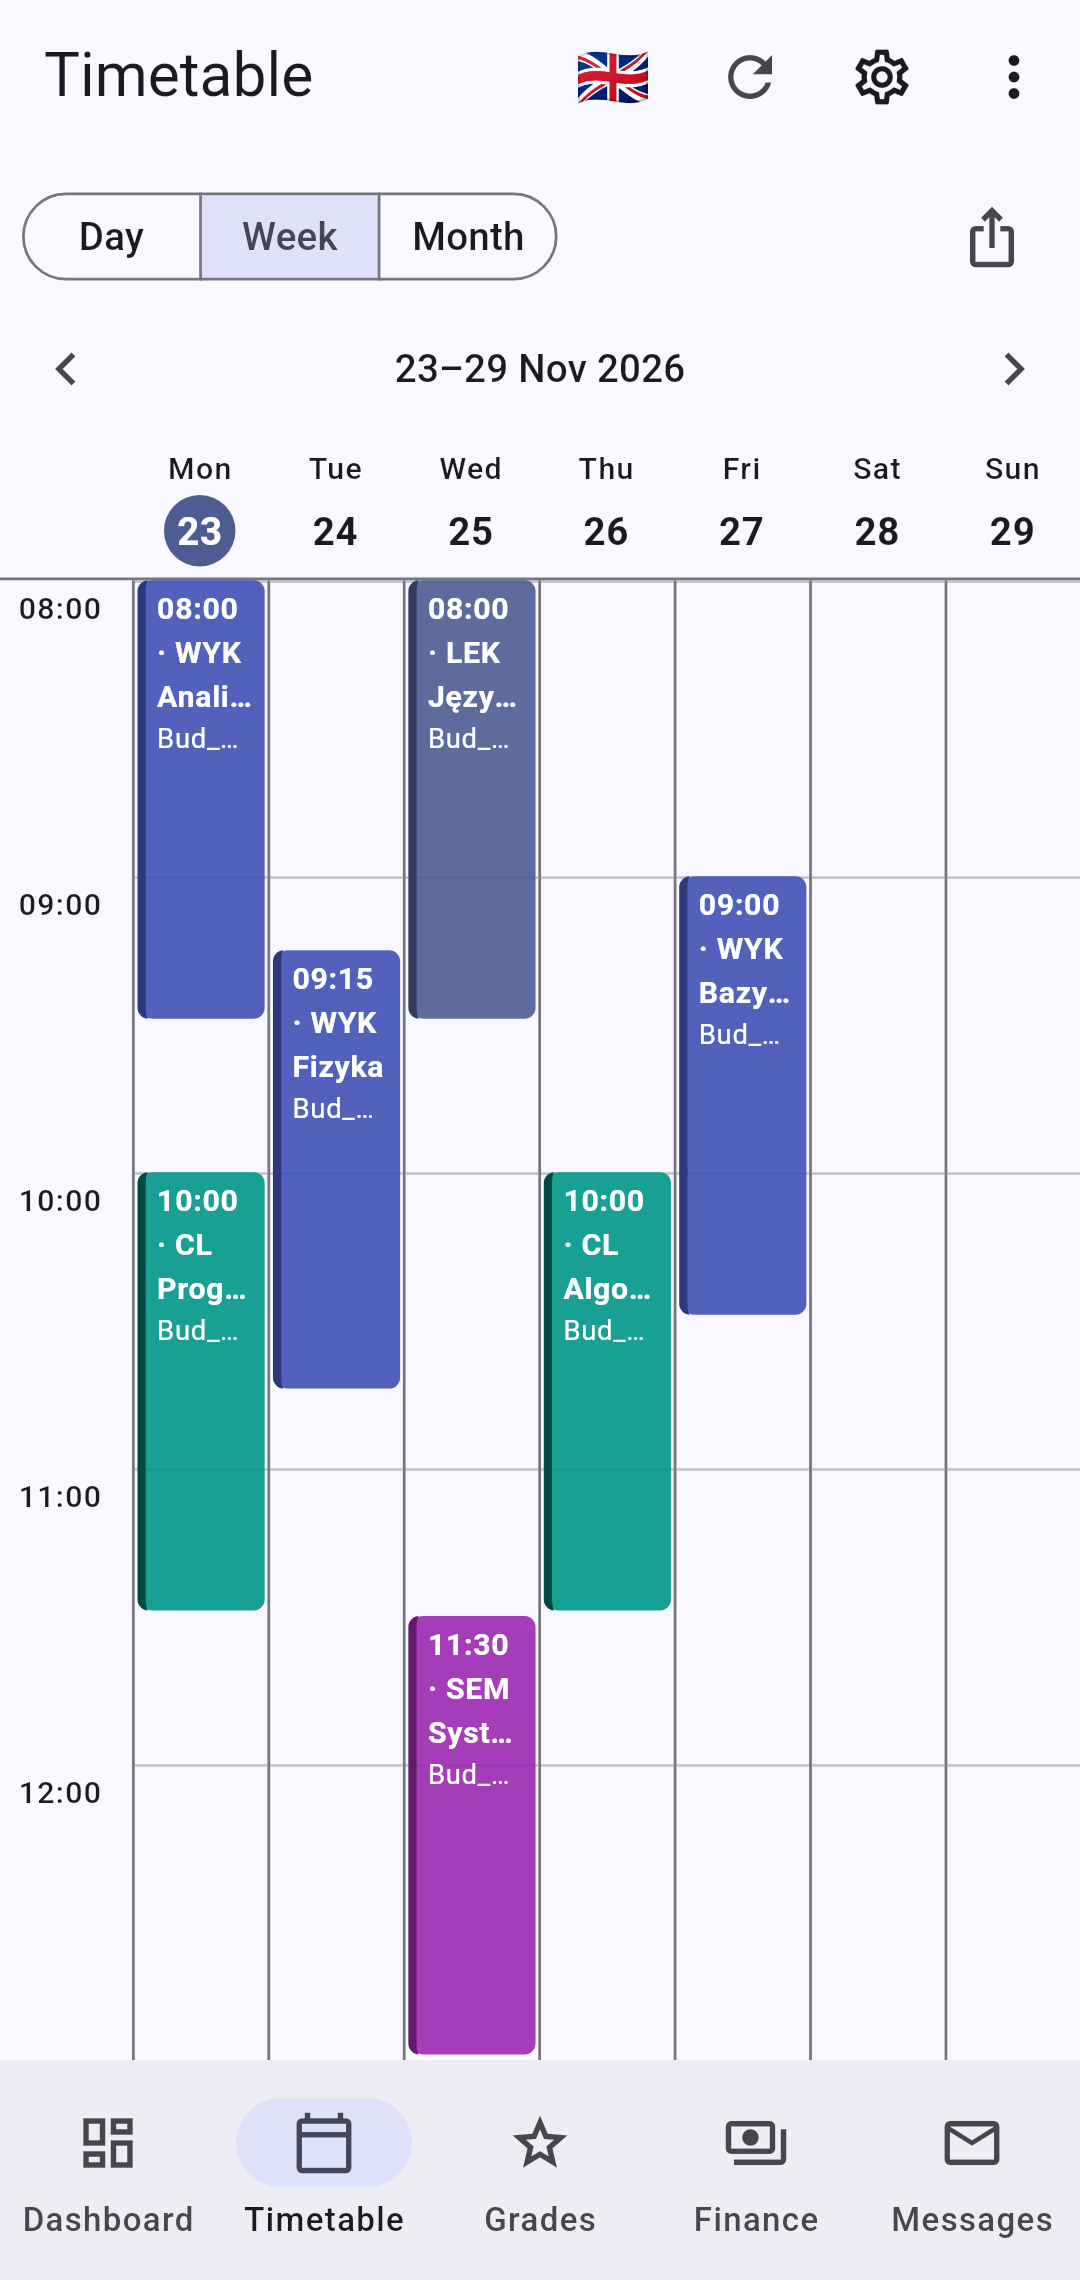 Timetable
Day
Week
Month
23–29 Nov 2026
Mon
Tue
Wed
Thu
Fri
Sat
Sun
23
24
25
26
27
28
29
08:00
09:00
10:00
11:00
12:00
08:00
· WYK
Anali…
Bud_…
10:00
· CL
Prog…
Bud_…
09:15
· WYK
Fizyka
Bud_…
08:00
· LEK
Języ…
Bud_…
11:30
· SEM
Syst…
Bud_…
10:00
· CL
Algo…
Bud_…
09:00
· WYK
Bazy…
Bud_…
Dashboard
Timetable
Grades
Finance
Messages